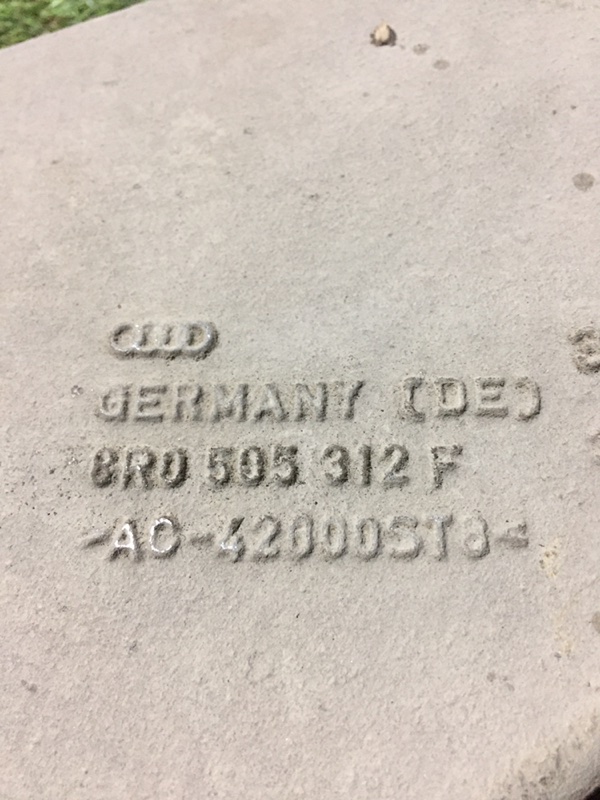 GERMANY (DE)
8R0 505 312 F
-AC-42000ST8<